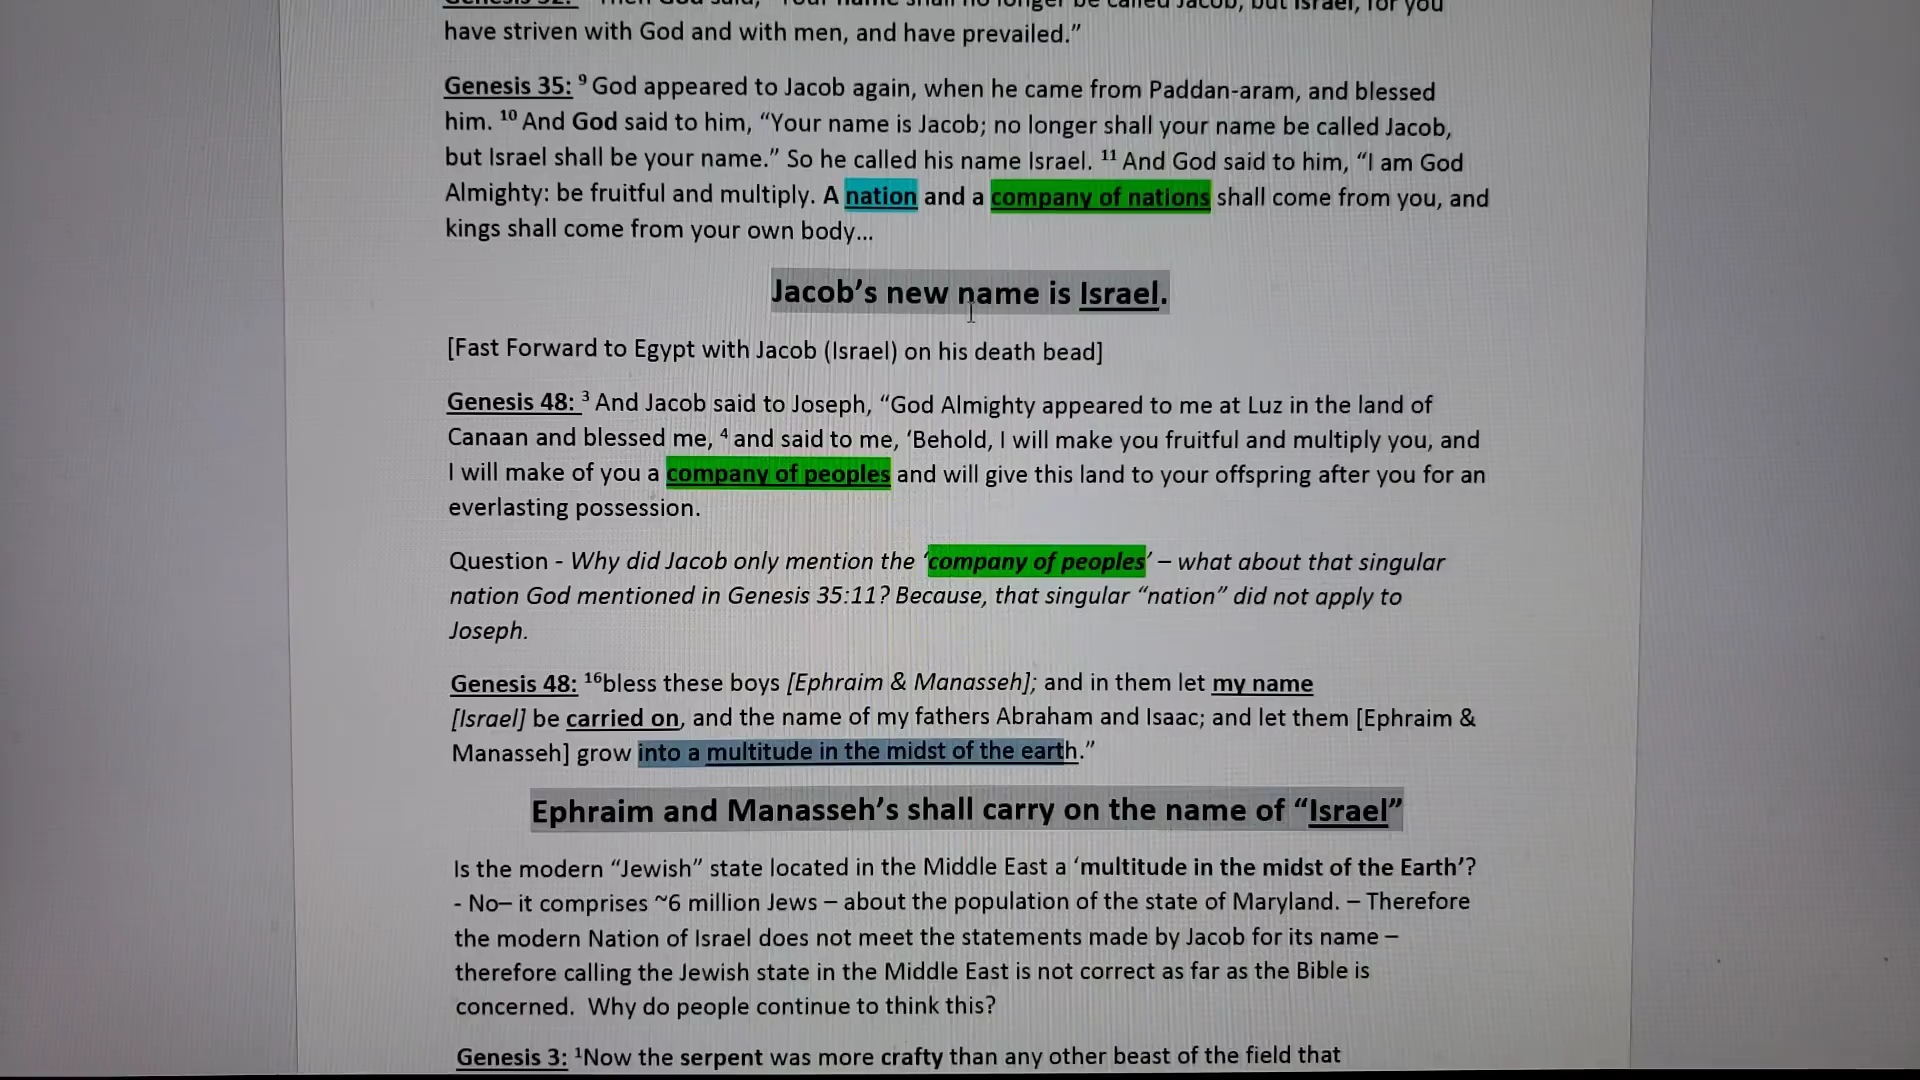 have striven with God and with men, and have prevailed.”
Genesis 35: 9 God appeared to Jacob again, when he came from Paddan-aram, and blessed
him. 10 And God said to him, “Your name is Jacob; no longer shall your name be called Jacob,
but Israel shall be your name.” So he called his name Israel. 11 And God said to him, “I am God
Almighty: be fruitful and multiply. A nation and a company of nations shall come from you, and
kings shall come from your own body…
Jacob’s new name is Israel.
[Fast Forward to Egypt with Jacob (Israel) on his death bead]
Genesis 48: 3 And Jacob said to Joseph, “God Almighty appeared to me at Luz in the land of
Canaan and blessed me, 4 and said to me, ‘Behold, I will make you fruitful and multiply you, and
I will make of you a company of peoples and will give this land to your offspring after you for an
everlasting possession.
Question - Why did Jacob only mention the ‘company of peoples’ – what about that singular
nation God mentioned in Genesis 35:11? Because, that singular “nation” did not apply to
Joseph.
Genesis 48: 16bless these boys [Ephraim & Manasseh]; and in them let my name
[Israel] be carried on, and the name of my fathers Abraham and Isaac; and let them [Ephraim &
Manasseh] grow into a multitude in the midst of the earth.”
Ephraim and Manasseh’s shall carry on the name of “Israel”
Is the modern “Jewish” state located in the Middle East a ‘multitude in the midst of the Earth’?
- No– it comprises ~6 million Jews – about the population of the state of Maryland. – Therefore
the modern Nation of Israel does not meet the statements made by Jacob for its name –
therefore calling the Jewish state in the Middle East is not correct as far as the Bible is
concerned.  Why do people continue to think this?
Genesis 3: 1Now the serpent was more crafty than any other beast of the field that